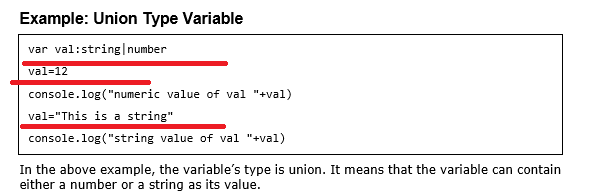 Example: Union Type Variable
var val:string|number
val=12
console.log("numeric value of val "+val)
val="This is a string"
console.log("string value of val "+val)
In the above example, the variable’s type is union. It means that the variable can contain
either a number or a string as its value.